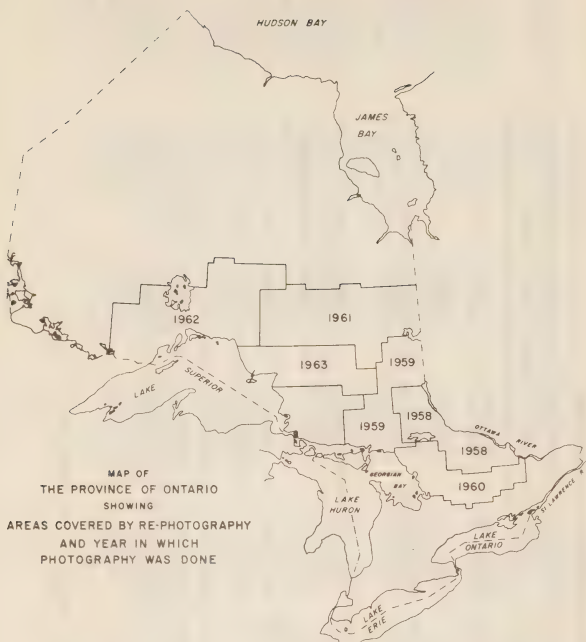 HUDSON BAY
JAMES
BAY
1962
1961
1963
1959
LAKE
SUPERIOR
1959
1958
OTTAWA
RIVER
1958
GEORGIAN
BAY
1960
ST. LAWRENCE R
LAKE
HURON
LAKE
ONTARIO
LAKE
ERIE
MAP OF
THE PROVINCE OF ONTARIO
SHOWING
AREAS COVERED BY RE-PHOTOGRAPHY
AND YEAR IN WHICH
PHOTOGRAPHY WAS DONE